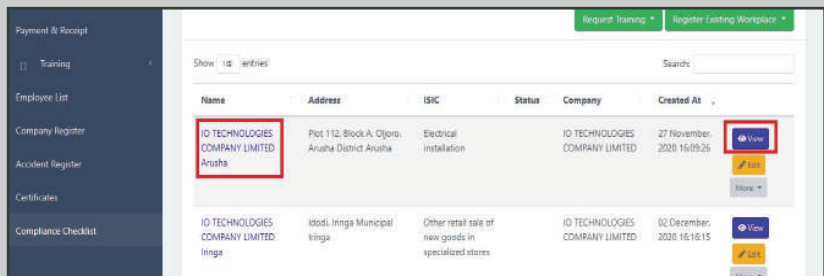 Request Training
Register Existing Workplace
Payment & Receipt
Training
Show 10 entries
Search:
Employee List
Name Address ISIC Status Company Created At
Company Register
IO TECHNOLOGIES Plot 112, Block A, Oljoro, Electrical IO TECHNOLOGIES 27 November, View
COMPANY LIMITED Arusha District Arusha installation COMPANY LIMITED 2020 16:09:26
Arusha
Accident Register
Edit
More
Certificates
Compliance Checklist
IO TECHNOLOGIES Idodi, Iringa Municipal Other retail sale of IO TECHNOLOGIES 02 December, View
COMPANY LIMITED Iringa new goods in COMPANY LIMITED 2020 16:16:15
Iringa specialized stores Edit